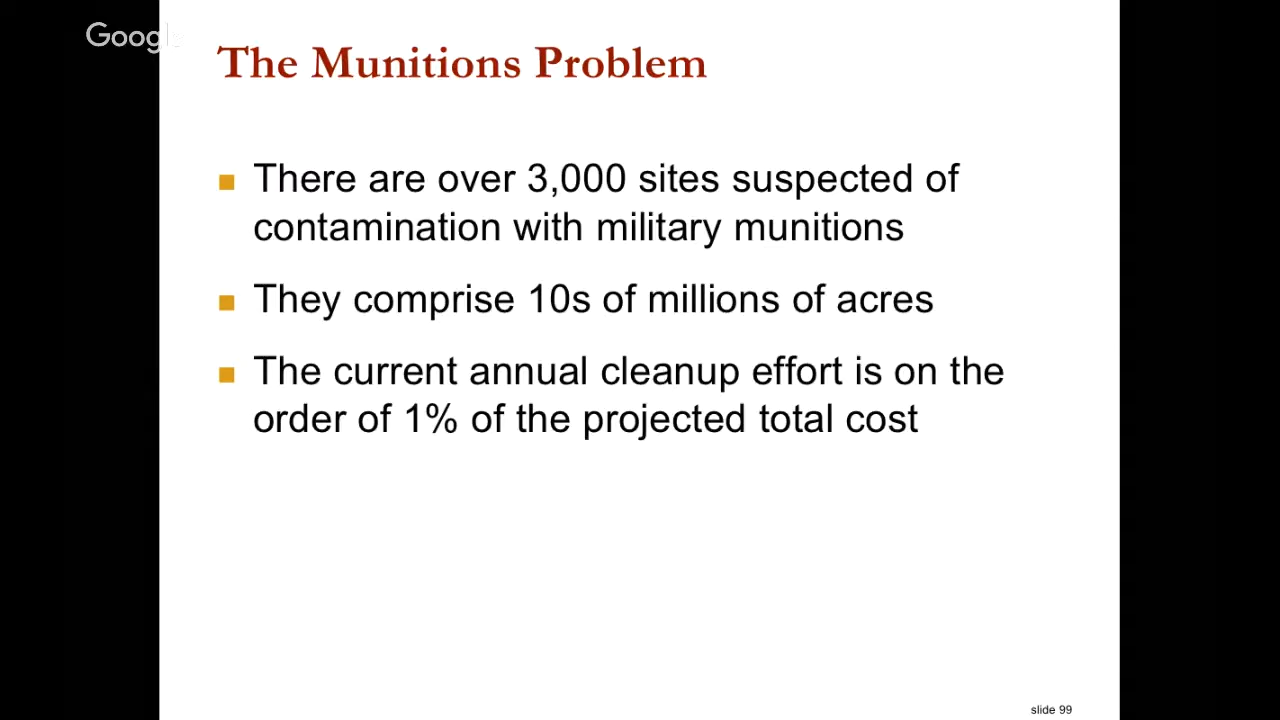 Google
The Munitions Problem
There are over 3,000 sites suspected of
contamination with military munitions
They comprise 10s of millions of acres
The current annual cleanup effort is on the
order of 1% of the projected total cost
slide 99